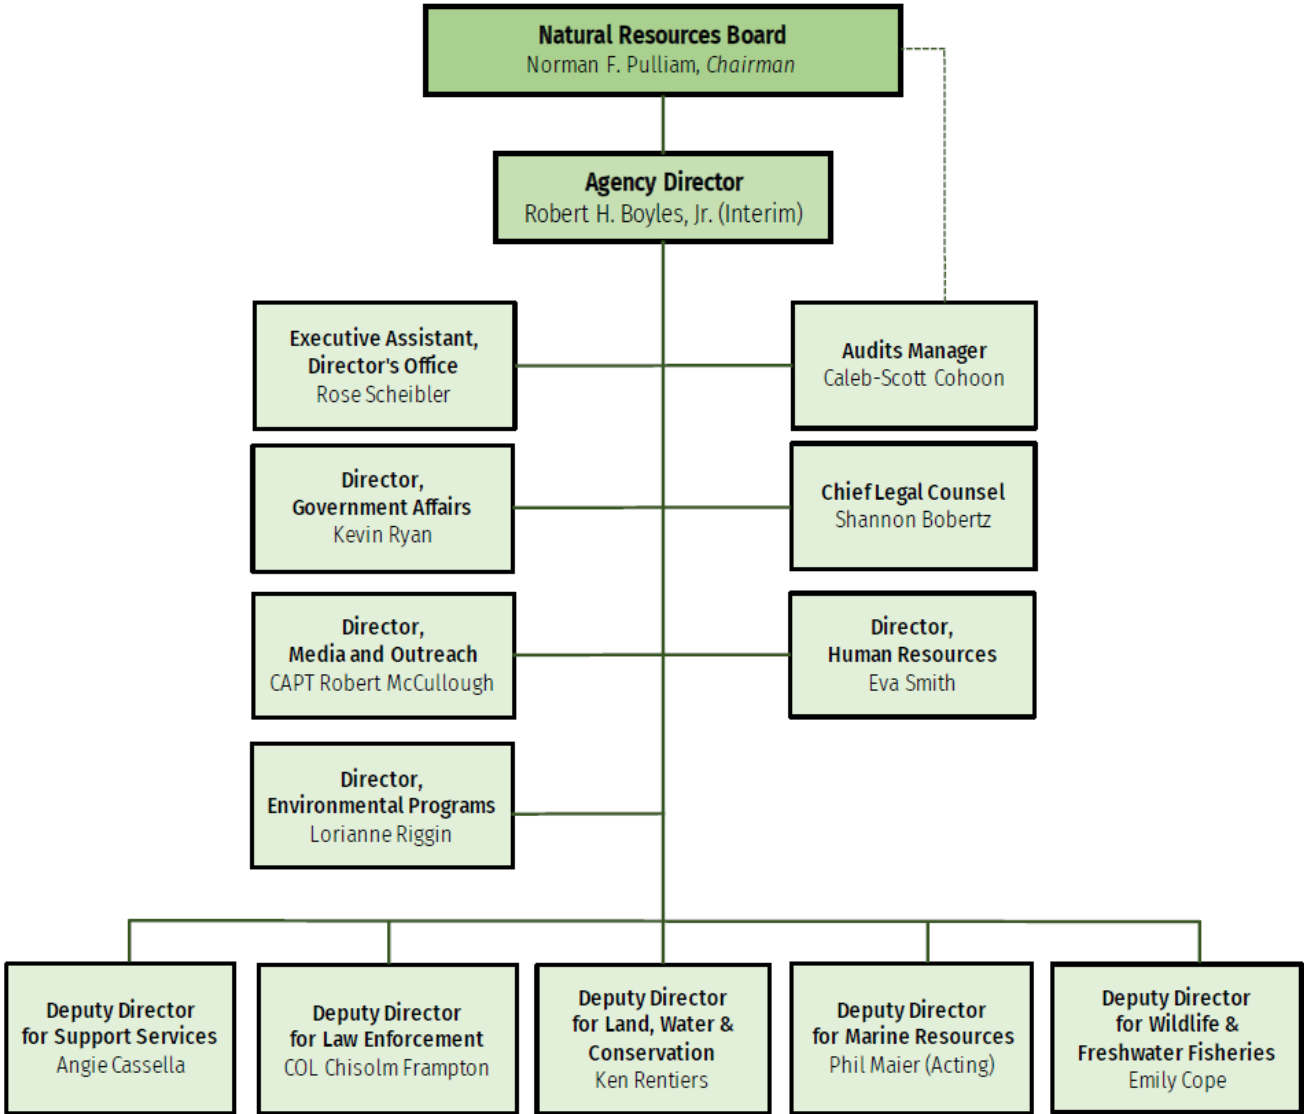 Natural Resources Board
Norman F. Pulliam, Chairman
Agency Director
Robert H. Boyles, Jr. (Interim)
Executive Assistant,
Director's Office
Rose Scheibler
Audits Manager
Caleb-Scott Cohoon
Director,
Government Affairs
Kevin Ryan
Chief Legal Counsel
Shannon Bobertz
Director,
Media and Outreach
CAPT Robert McCullough
Director,
Human Resources
Eva Smith
Director,
Environmental Programs
Lorianne Riggin
Deputy Director
for Support Services
Angie Cassella
Deputy Director
for Law Enforcement
COL Chisolm Frampton
Deputy Director
for Land, Water &
Conservation
Ken Rentiers
Deputy Director
for Marine Resources
Phil Maier (Acting)
Deputy Director
for Wildlife &
Freshwater Fisheries
Emily Cope